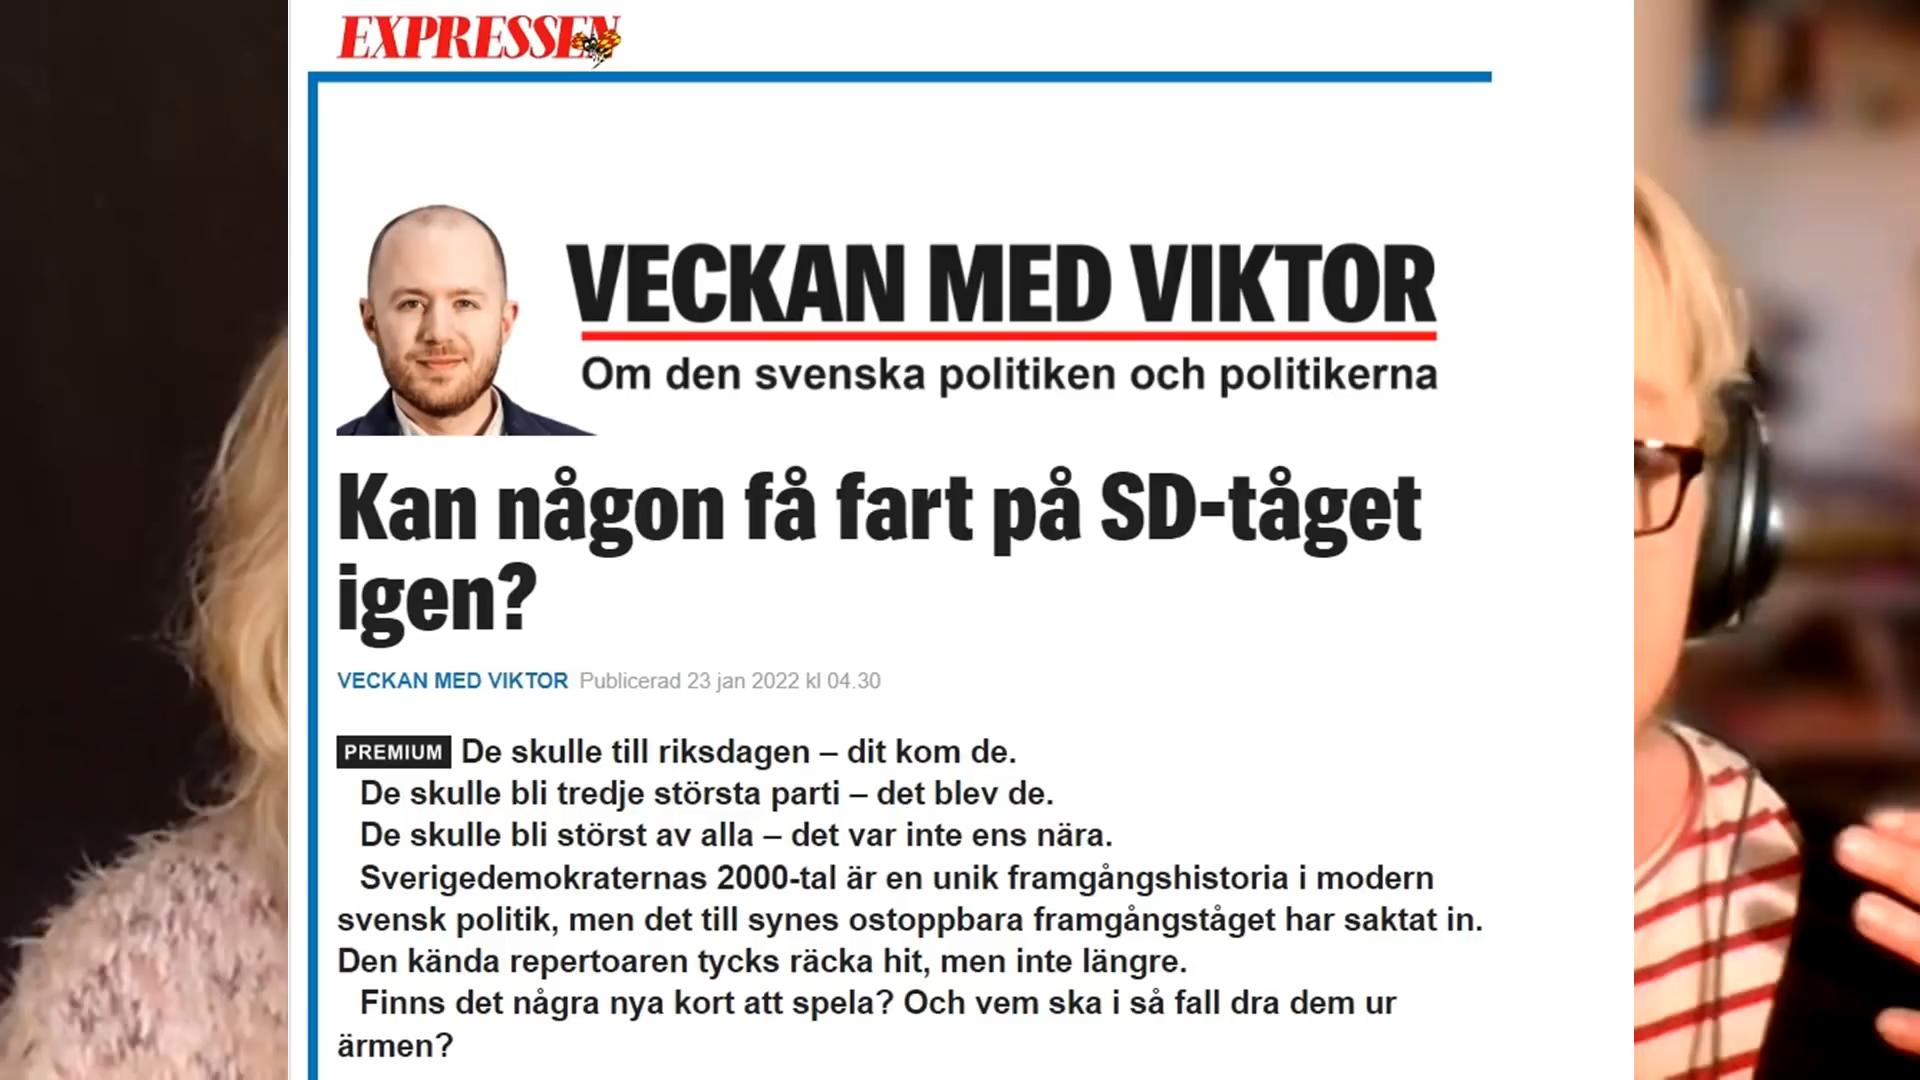 EXPRESSEN
VECKAN MED VIKTOR
Om den svenska politiken och politikerna
Kan någon få fart på SD-tåget
igen?
VECKAN MED VIKTOR Publicerad 23 jan 2022 kl 04.30
PREMIUM De skulle till riksdagen – dit kom de.
De skulle bli tredje största parti – det blev de.
De skulle bli störst av alla – det var inte ens nära.
Sverigedemokraternas 2000-tal är en unik framgångshistoria i modern
svensk politik, men det till synes ostoppbara framgångståget har saktat in.
Den kända repertoaren tycks räcka hit, men inte längre.
Finns det några nya kort att spela? Och vem ska i så fall dra dem ur
ärmen?